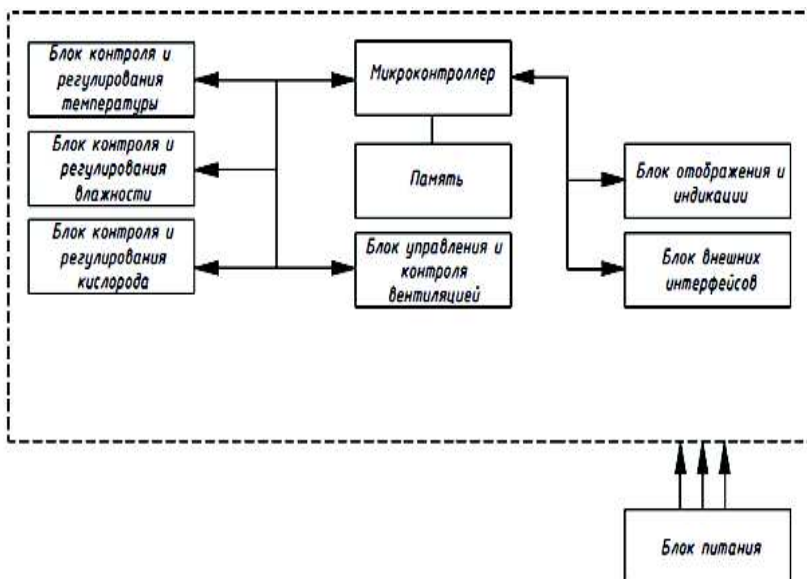 Блок контроля и
регулирования
температуры
Микроконтроллер
Блок контроля и
регулирования
влажности
Память
Блок отображения и
индикации
Блок контроля и
регулирования
кислорода
Блок управления и
контроля
вентиляцией
Блок внешних
интерфейсов
Блок питания